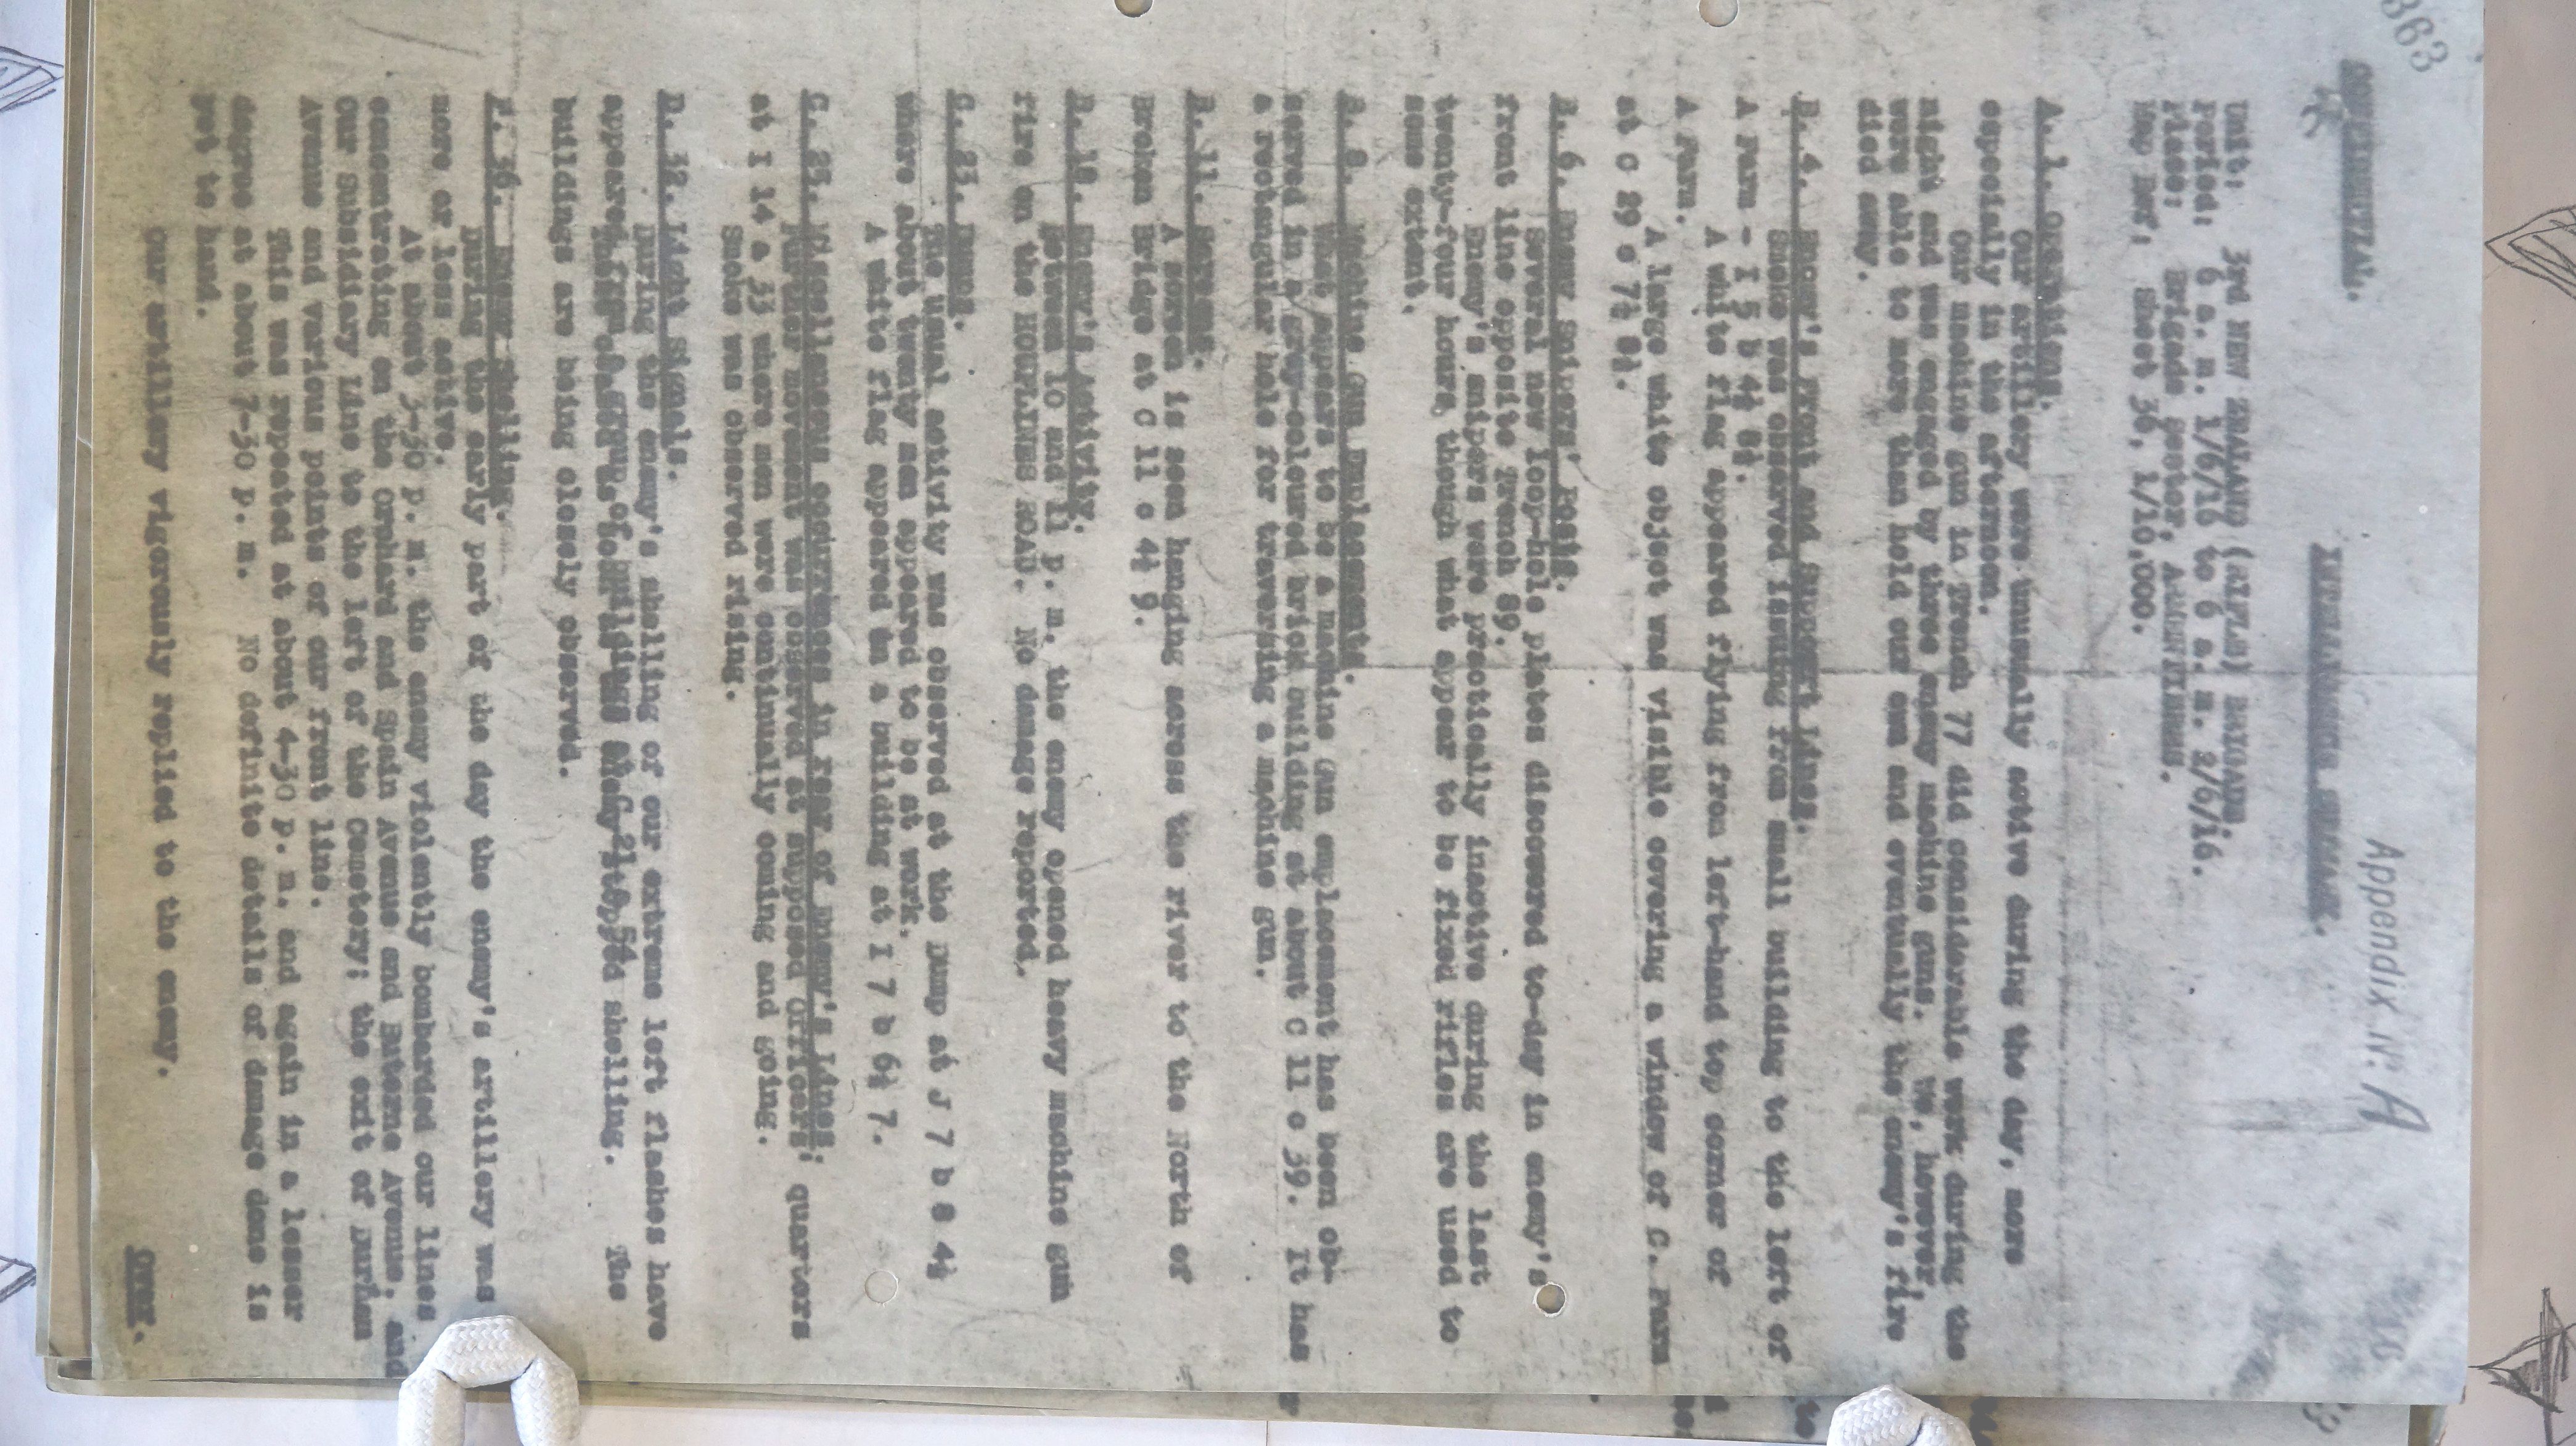 363
Appendix No. A
CONFIDENTIAL.
INTELLIGENCE SUMMARY.
Unit: 3rd NEW ZEALAND (RIFLE) BRIGADE.
Period: 6 a. m. 1/6/16 to 6 a. m. 2/6/16.
Place: Brigade Sector, ARMENTIERES.
Map Ref: Sheet 36, 1/10,000.
A. 1. Operations.
Our artillery were unusually active during the day, more
especially in the afternoon.
Our machine gun in Trench 77 did considerable work during the
night and was engaged by three enemy machine guns. We, however,
were able to more than hold our own and eventually the enemy's fire
died away.
B. 4. Enemy's Front and Support Lines.
Smoke was observed issuing from small building to the left of
A Farm - I 5 b 4½ 8½.
A white flag appeared flying from left-hand top corner of
A Farm.
A large white object was visible covering a window of C. Farm
at C 29 c 7½ 8½.
B. 6. Enemy Snipers' Posts.
Several new loop-hole plates discovered to-day in enemy's
front line opposite Trench 89.
Enemy's snipers were practically inactive during the last
twenty-four hours, though what appear to be fixed rifles are used to
some extent.
B. 8. Machine Gun Emplacements.
What appears to be a machine gun emplacement has been ob-
served in a grey-coloured brick building at about C 11 c 39. It has
a rectangular hole for traversing a machine gun.
B. 11. Screen.
A screen is seen hanging across the river to the North of
Brehen Bridge at C 11 c 4½ 9.
B. 18. Enemy's Activity.
Between 10 and 11 p. m. the enemy opened heavy machine gun
fire on the HOUPLINES ROAD. No damage reported.
C. 21. Dumps.
The usual activity was observed at the Dump at J 7 b 8 4½
where about twenty men appeared to be at work.
A white flag appeared in a building at I 7 b 6½ 7.
C. 25. Miscellaneous occurrences in rear of Enemy's Lines;
Further movement was observed at supposed Officers' quarters
at I 14 a 33 where men were continually coming and going.
Smoke was observed rising.
D. 32. Light Signals.
During the enemy's shelling of our extreme left flashes have
appeared from a group of buildings shelling. The
buildings are being closely observed.
F. 36. Enemy Shelling.
During the early part of the day the enemy's artillery was
more or less active.
At about 3-30 p. m. the enemy violently bombarded our lines
concentrating on the Orchard and Spain Avenue and Buterne Avenue, and
our Subsidiary Line to the left of the Cemetery; the exit of Durham
Avenue and various points of our front line.
This was repeated at about 4-30 p. m. and again in a lesser
degree at about 7-30 p. m. No definite details of damage done is
yet to hand.
Our artillery vigorously replied to the enemy.
Over.